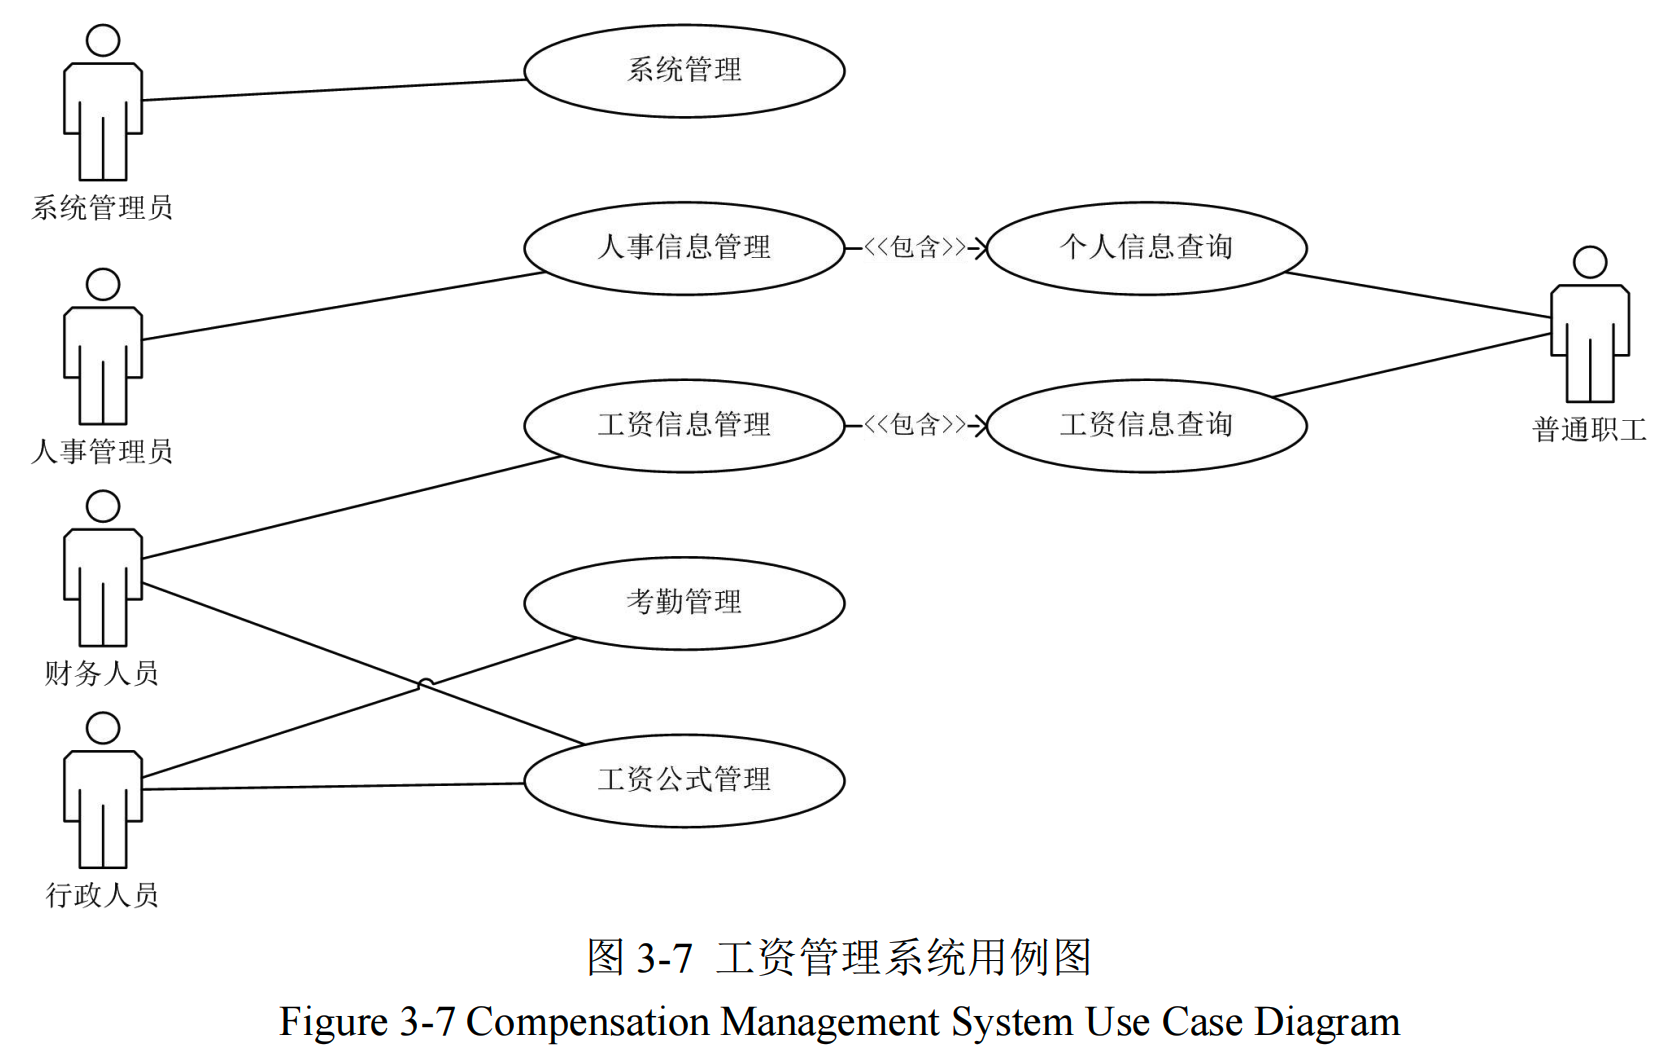 系统管理
系统管理员
人事信息管理
<<包含>>
个人信息查询
人事管理员
工资信息管理
<<包含>>
工资信息查询
普通职工
考勤管理
财务人员
工资公式管理
行政人员
图 3-7 工资管理系统用例图
Figure 3-7 Compensation Management System Use Case Diagram